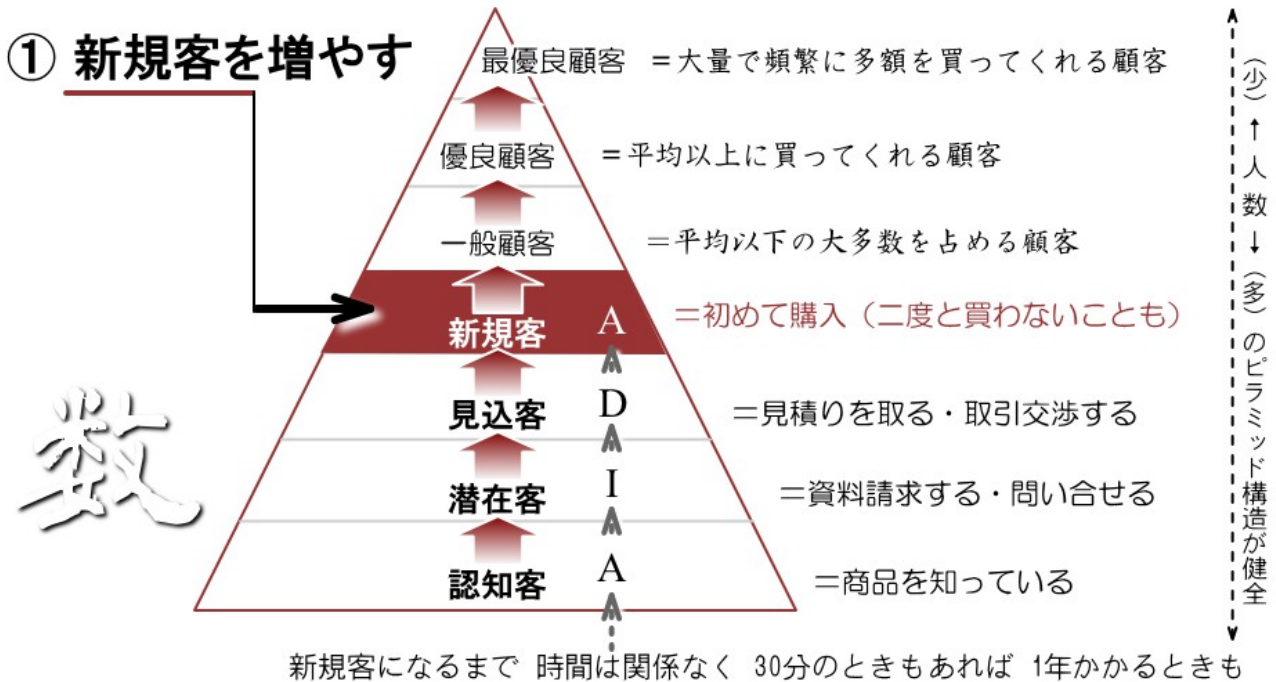 ① 新規客を増やす
最優良顧客 =大量で頻繁に多額を買ってくれる顧客
優良顧客 =平均以上に買ってくれる顧客
一般顧客 =平均以下の大多数を占める顧客
新規客 A =初めて購入（二度と買わないことも）
見込客 D =見積りを取る・取引交渉する
潜在客 I =資料請求する・問い合せる
認知客 A =商品を知っている
数
新規客になるまで 時間は関係なく 30分のときもあれば 1年かかるときも
（少）↑人数↓（多）のピラミッド構造が健全